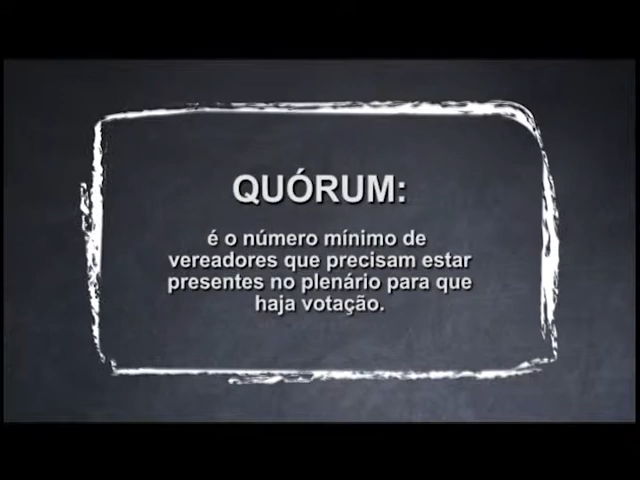 QUÓRUM:
é o número mínimo de
vereadores que precisam estar
presentes no plenário para que
haja votação.